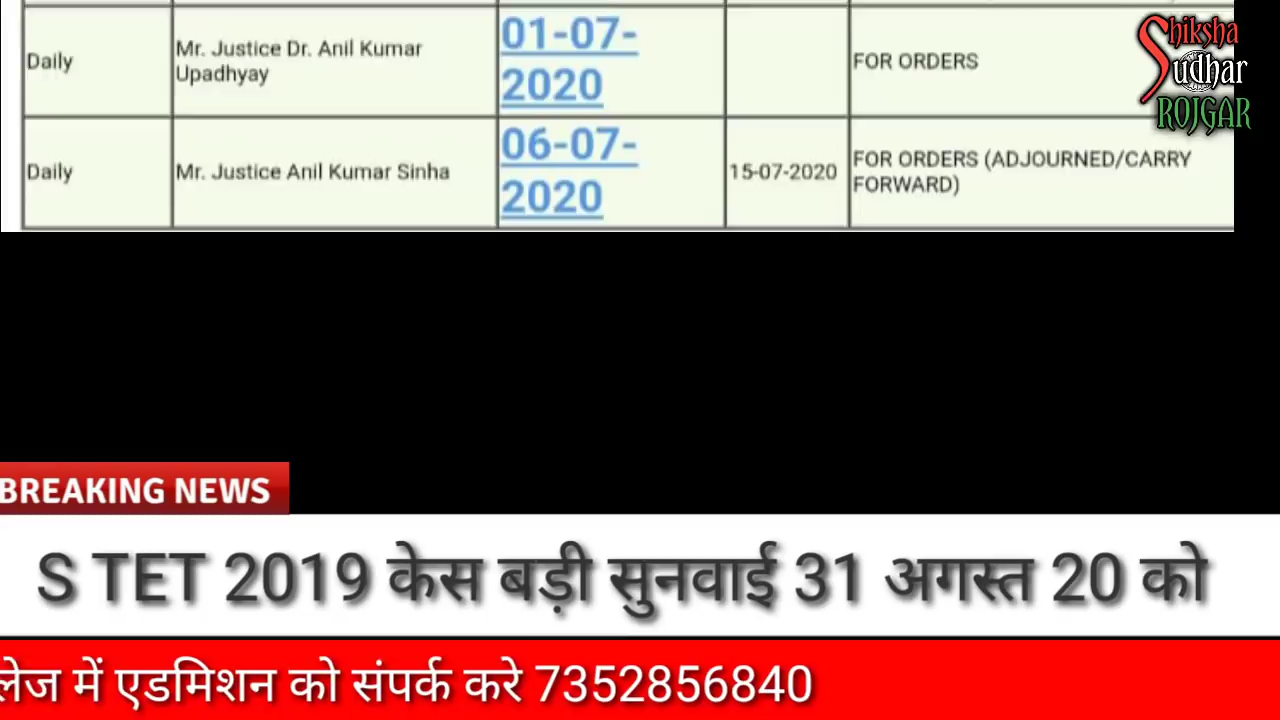 Daily
Mr. Justice Dr. Anil Kumar
Upadhyay
01-07-
2020
FOR ORDERS
Daily
Mr. Justice Anil Kumar Sinha
06-07-
2020
15-07-2020
FOR ORDERS (ADJOURNED/CARRY
FORWARD)
Shiksha
Sudhar
ROJGAR
BREAKING NEWS
S TET 2019 केस बड़ी सुनवाई 31 अगस्त 20 को
लेज में एडमिशन को संपर्क करे 7352856840